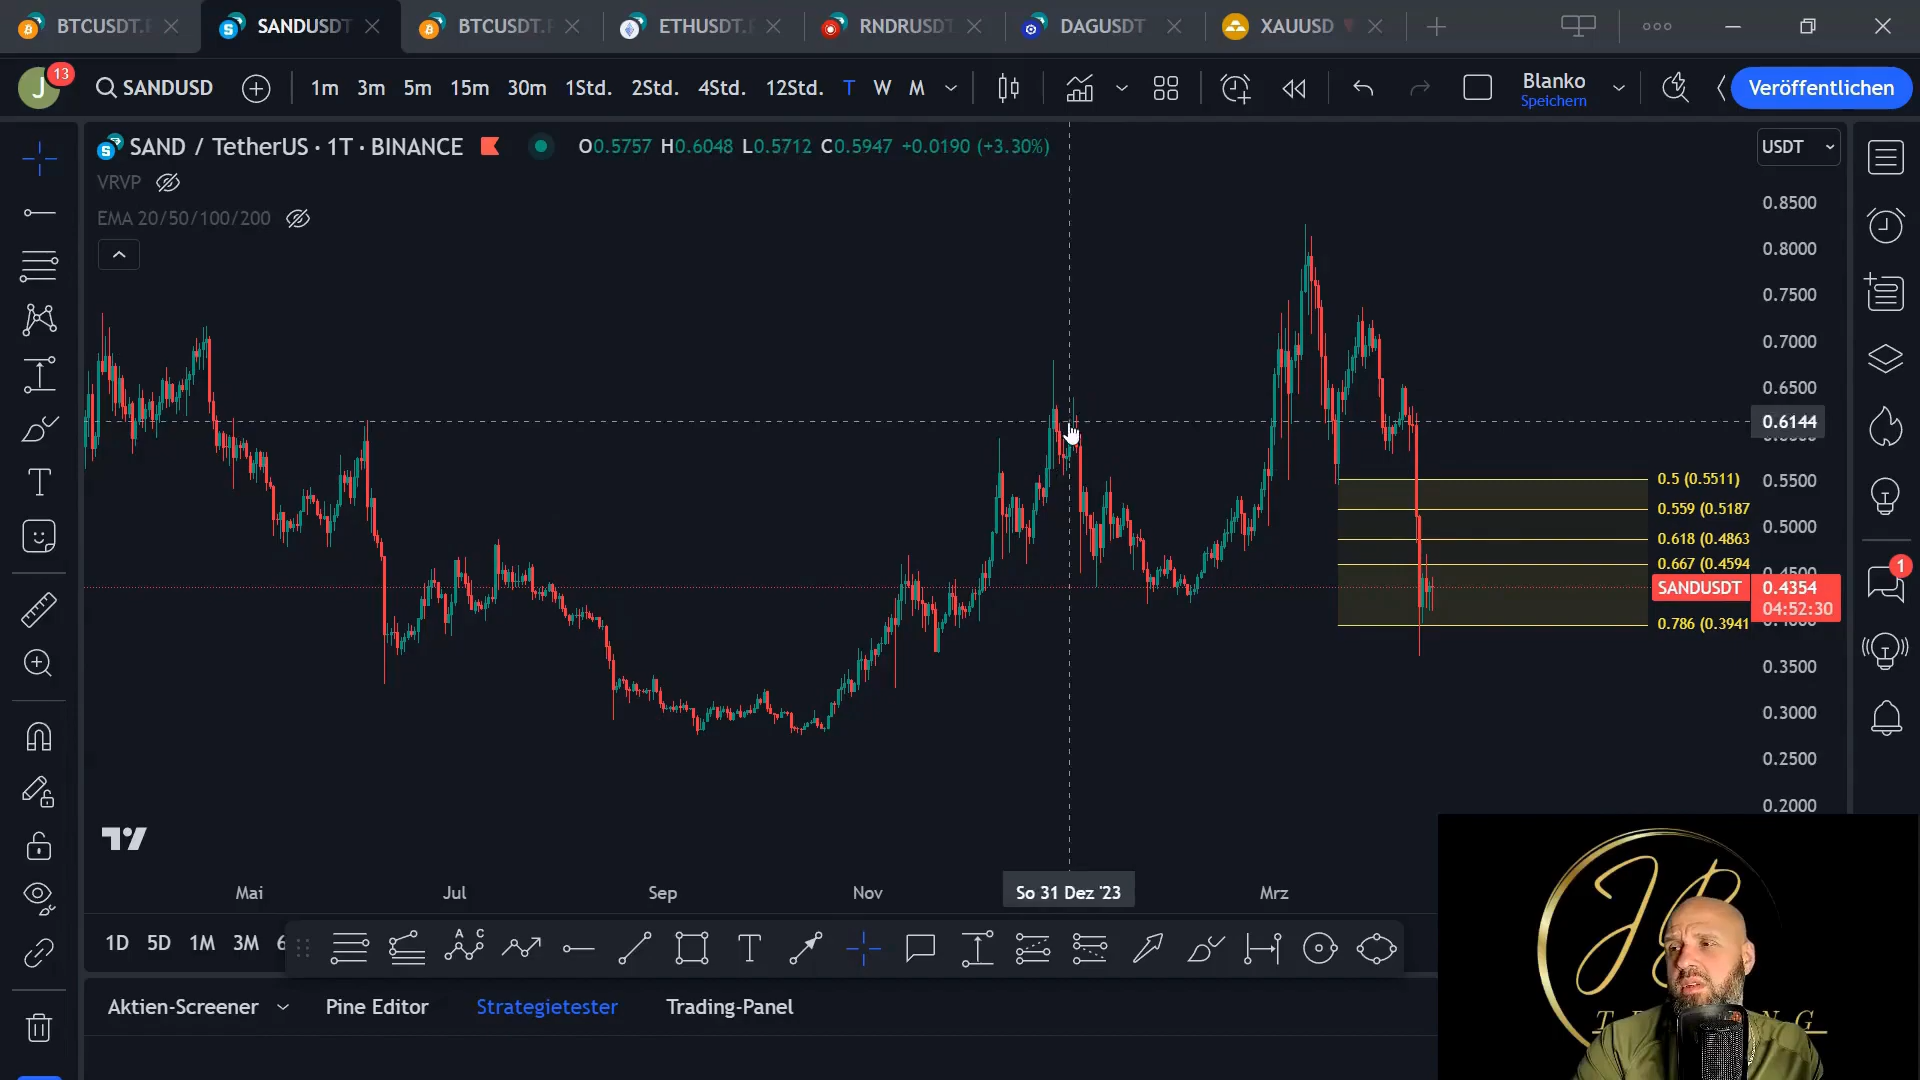 BTCUSDT.
SANDUSDT
BTCUSDT.P
ETHUSDT.
RNDRUSDT
DAGUSDT
XAUUSD
J
13
SANDUSD
1m 3m 5m 15m 30m 1Std. 2Std. 4Std. 12Std. T W M
Blanko
Speichern
Veröffentlichen
SAND / TetherUS · 1T · BINANCE
O0.5757 H0.6048 L0.5712 C0.5947 +0.0190 (+3.30%)
USDT
VRVP
EMA 20/50/100/200
0.8500
0.8000
0.7500
0.7000
0.6500
0.6144
0.5500
0.5000
0.3500
0.3000
0.2500
0.2000
0.5 (0.5511)
0.559 (0.5187
0.618 (0.4863
0.667 (0.4594
SANDUSDT
0.4354
04:52:30
0.786 (0.3941
1
Mai
Jul
Sep
Nov
So 31 Dez '23
Mrz
1D 5D 1M 3M 6
A C
T
Aktien-Screener
Pine Editor
Strategietester
Trading-Panel
JB